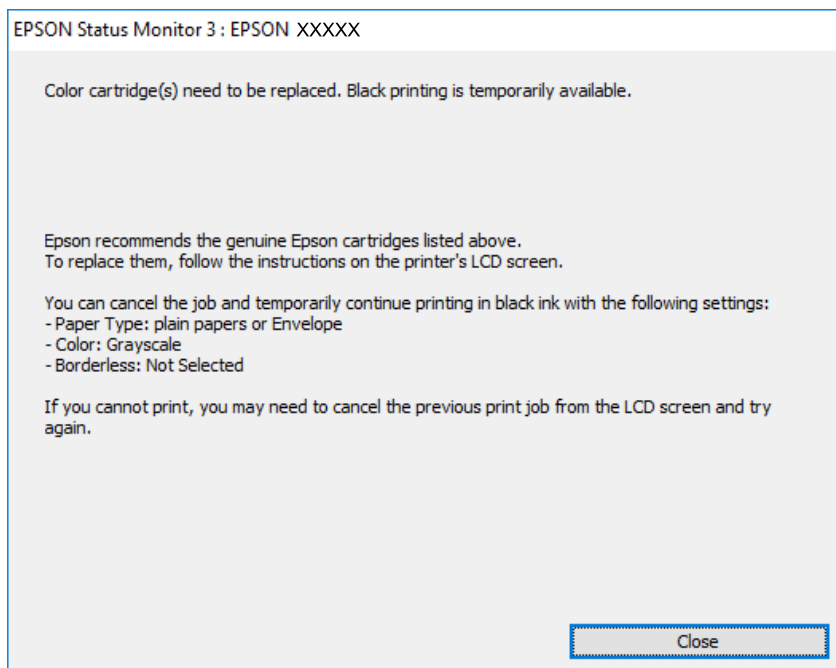 EPSON Status Monitor 3 : EPSON XXXXX
Color cartridge(s) need to be replaced. Black printing is temporarily available.
Epson recommends the genuine Epson cartridges listed above.
To replace them, follow the instructions on the printer's LCD screen.
You can cancel the job and temporarily continue printing in black ink with the following settings:
- Paper Type: plain papers or Envelope
- Color: Grayscale
- Borderless: Not Selected
If you cannot print, you may need to cancel the previous print job from the LCD screen and try
again.
Close